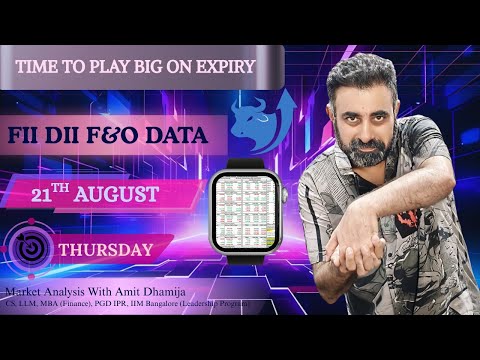 TIME TO PLAY BIG ON EXPIRY
FII DII F&O DATA
21TH AUGUST
THURSDAY
Market Analysis With Amit Dhamija
CS, LLM, MBA (Finance), PGD IPR, IIM Bangalore (Leadership Program)